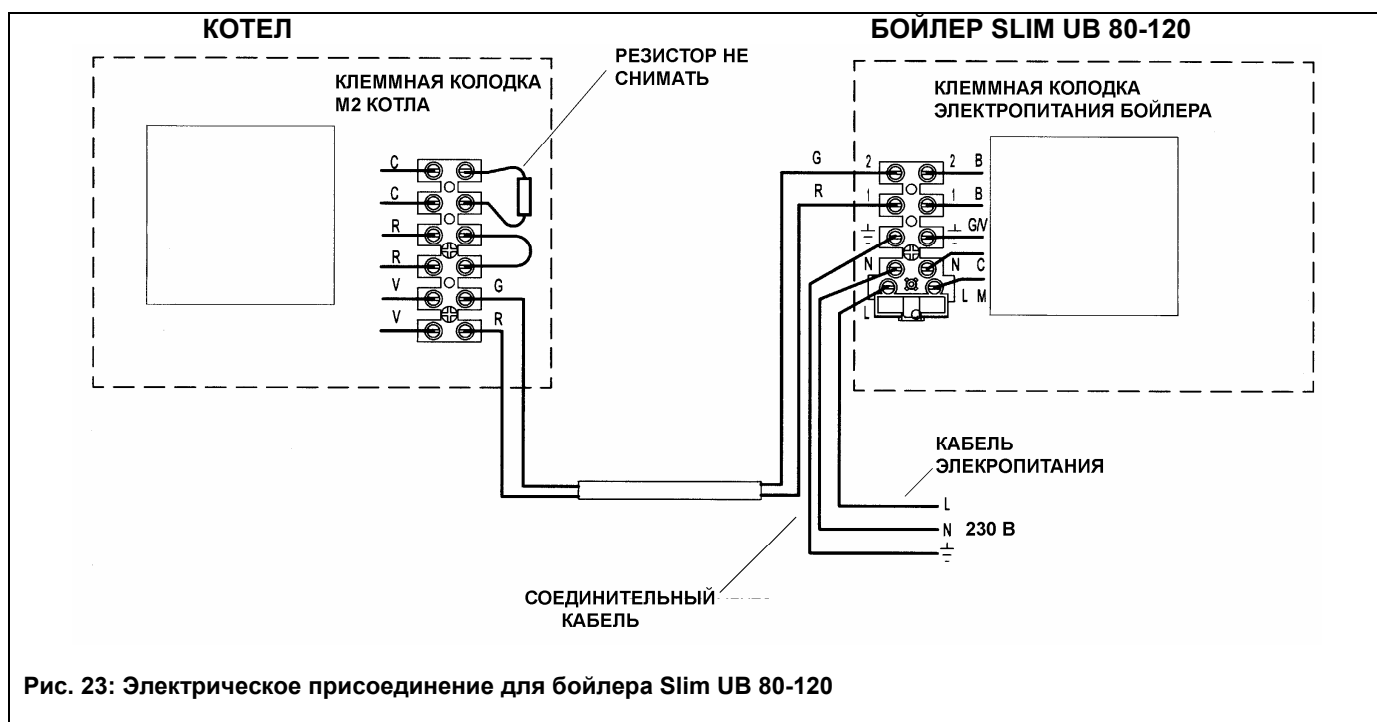 КОТЕЛ
БОЙЛЕР SLIM UB 80-120
РЕЗИСТОР НЕ
СНИМАТЬ
КЛЕММНАЯ КОЛОДКА
М2 КОТЛА
КЛЕММНАЯ КОЛОДКА
ЭЛЕКТРОПИТАНИЯ БОЙЛЕРА
C
C
R
R
V
V
G
R
G
R
2
1
N
L
2 B
1 B
G/V
N C
L M
КАБЕЛЬ
ЭЛЕКРОПИТАНИЯ
L
N 230 В
СОЕДИНИТЕЛЬНЫЙ
КАБЕЛЬ
Рис. 23: Электрическое присоединение для бойлера Slim UB 80-120